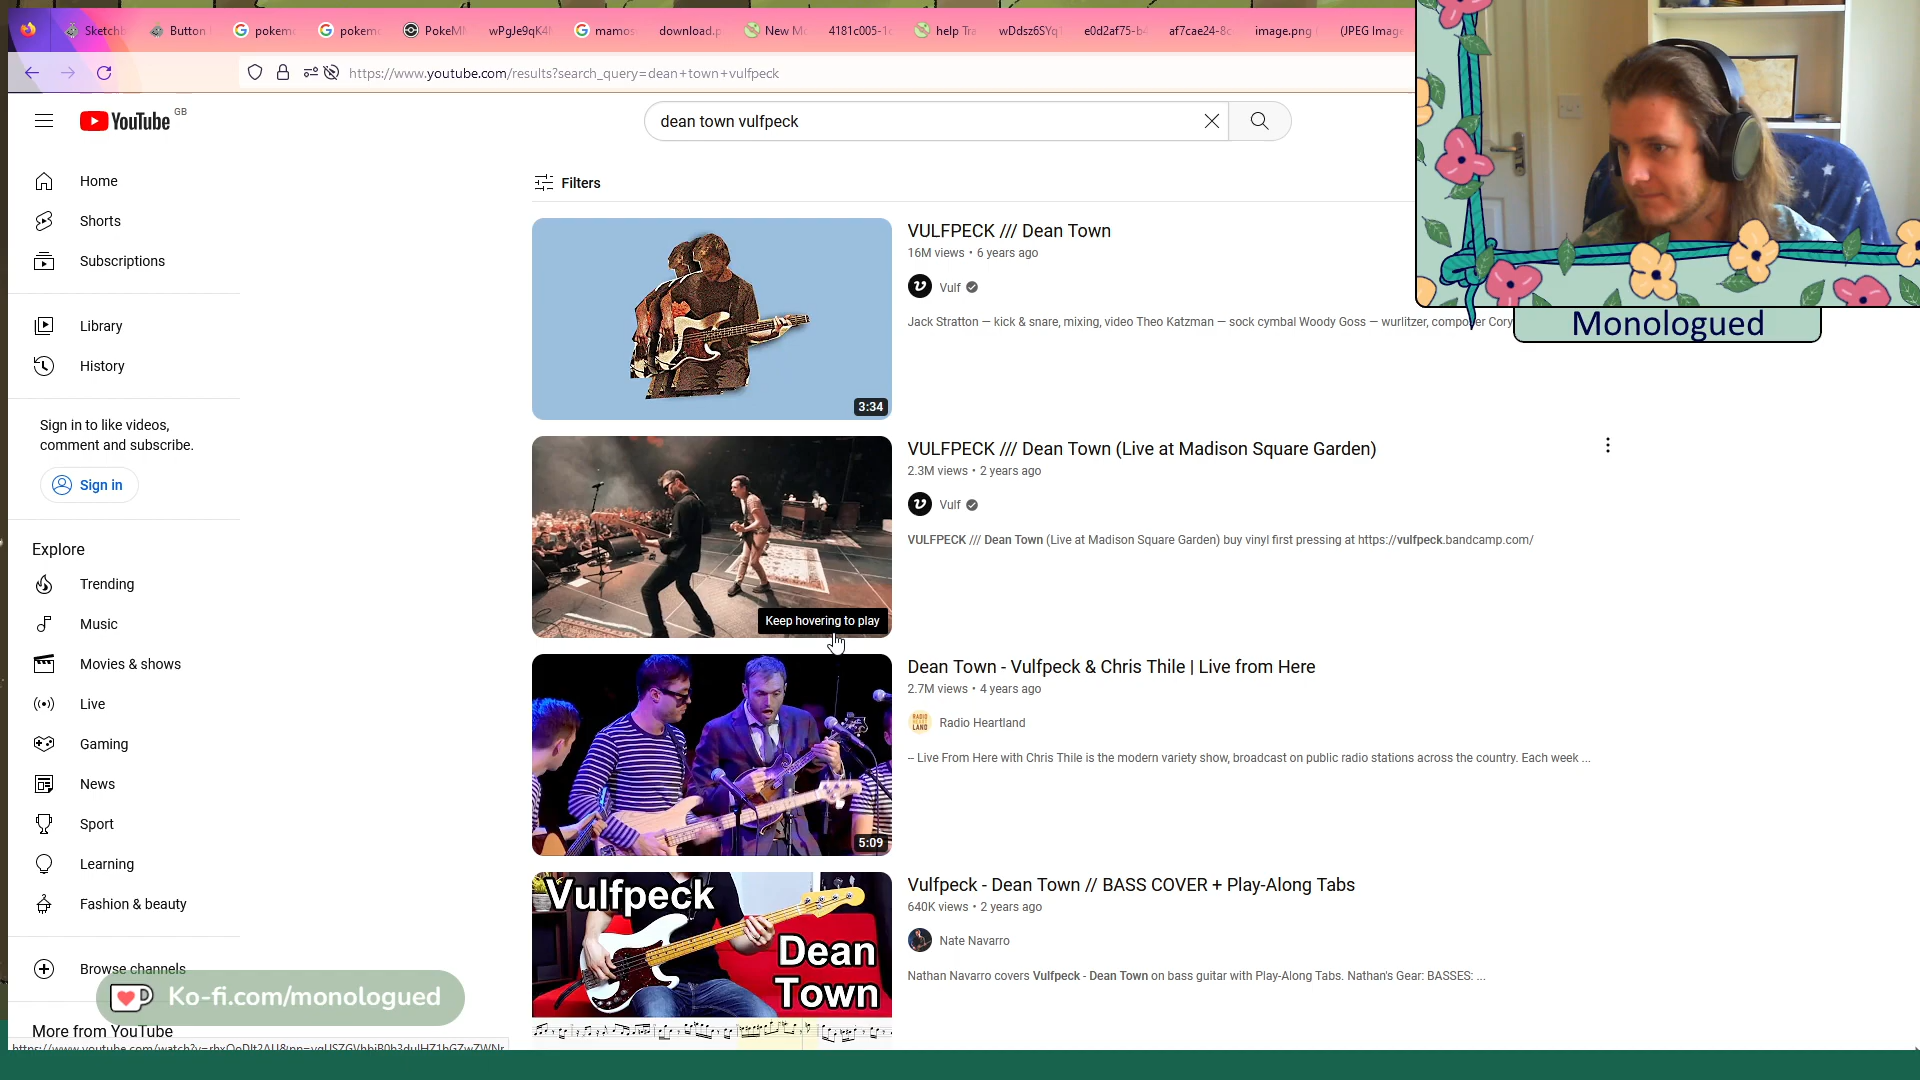 Sketchb
Button
pokemo
pokemo
PokeMM
wPgJe9qK4
mamos
download.p
New Mo
4181c005-1c
help Tra
wDdsz6SYq
e0d2af75-b4
af7cae24-8c
image.png
(JPEG Image
https://www.youtube.com/results?search_query=dean+town+vulfpeck
YouTube GB
dean town vulfpeck
Home
Shorts
Subscriptions
Library
History
Sign in to like videos,
comment and subscribe.
Sign in
Explore
Trending
Music
Movies & shows
Live
Gaming
News
Sport
Learning
Fashion & beauty
Browse channels
Ko-fi.com/monologued
More from YouTube
Filters
VULFPECK /// Dean Town
16M views • 6 years ago
Vulf
Jack Stratton — kick & snare, mixing, video Theo Katzman — sock cymbal Woody Goss — wurlitzer, composer Cory
3:34
VULFPECK /// Dean Town (Live at Madison Square Garden)
2.3M views • 2 years ago
Vulf
VULFPECK /// Dean Town (Live at Madison Square Garden) buy vinyl first pressing at https://vulfpeck.bandcamp.com/
Keep hovering to play
Dean Town - Vulfpeck & Chris Thile | Live from Here
2.7M views • 4 years ago
RADIO HEART LAND
Radio Heartland
-- Live From Here with Chris Thile is the modern variety show, broadcast on public radio stations across the country. Each week ...
5:09
Vulfpeck - Dean Town // BASS COVER + Play-Along Tabs
640K views • 2 years ago
Nate Navarro
Nathan Navarro covers Vulfpeck - Dean Town on bass guitar with Play-Along Tabs. Nathan's Gear: BASSES: ...
Vulfpeck
Dean
Town
Monologued